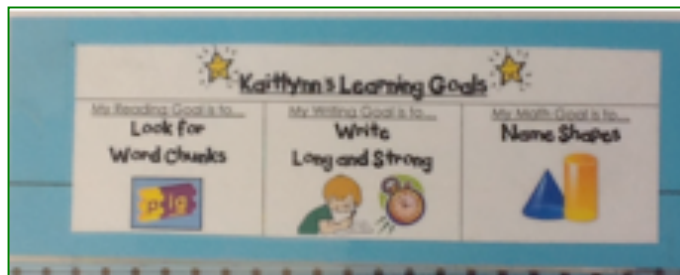 Kaitlynn's Learning Goals
My Reading Goal is to...
Look for
Word Chunks
p ig
My Writing Goal is to...
Write
Long and Strong
My Math Goal is to...
Name Shapes